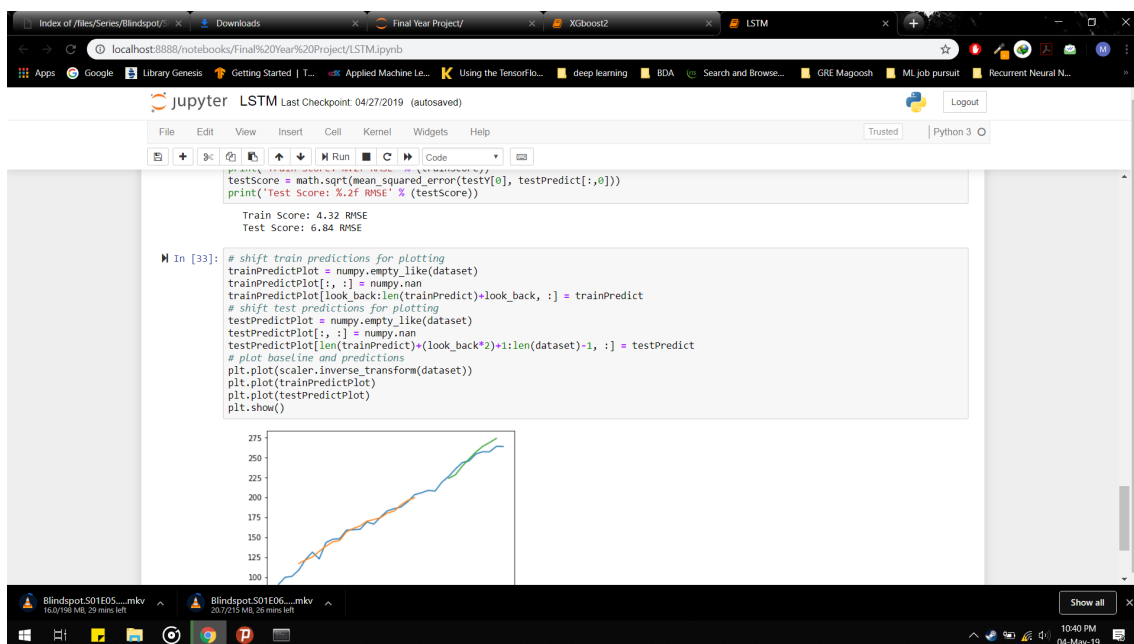 Index of /files/Series/Blindspot/S
Downloads
Final Year Project/
XGboost2
LSTM
localhost:8888/notebooks/Final%20Year%20Project/LSTM.ipynb
Apps Google Library Genesis Getting Started | T... Applied Machine Le... Using the TensorFlo... deep learning BDA Search and Browse... GRE Magoosh ML job pursuit Recurrent Neural N...
jupyter LSTM Last Checkpoint: 04/27/2019 (autosaved)
Logout
File Edit View Insert Cell Kernel Widgets Help
Trusted Python 3
Run Code
print('Train Score: %.2f RMSE' % (trainScore))
testScore = math.sqrt(mean_squared_error(testY[0], testPredict[:,0]))
print('Test Score: %.2f RMSE' % (testScore))
Train Score: 4.32 RMSE
Test Score: 6.84 RMSE
In [33]:
# shift train predictions for plotting
trainPredictPlot = numpy.empty_like(dataset)
trainPredictPlot[:, :] = numpy.nan
trainPredictPlot[look_back:len(trainPredict)+look_back, :] = trainPredict
# shift test predictions for plotting
testPredictPlot = numpy.empty_like(dataset)
testPredictPlot[:, :] = numpy.nan
testPredictPlot[len(trainPredict)+(look_back*2)+1:len(dataset)-1, :] = testPredict
# plot baseline and predictions
plt.plot(scaler.inverse_transform(dataset))
plt.plot(trainPredictPlot)
plt.plot(testPredictPlot)
plt.show()
275
250
225
200
175
150
125
100
Blindspot.S01E05.....mkv
16.0/198 MB, 29 mins left
Blindspot.S01E06.....mkv
20.7/215 MB, 26 mins left
Show all
10:40 PM
04-May-19